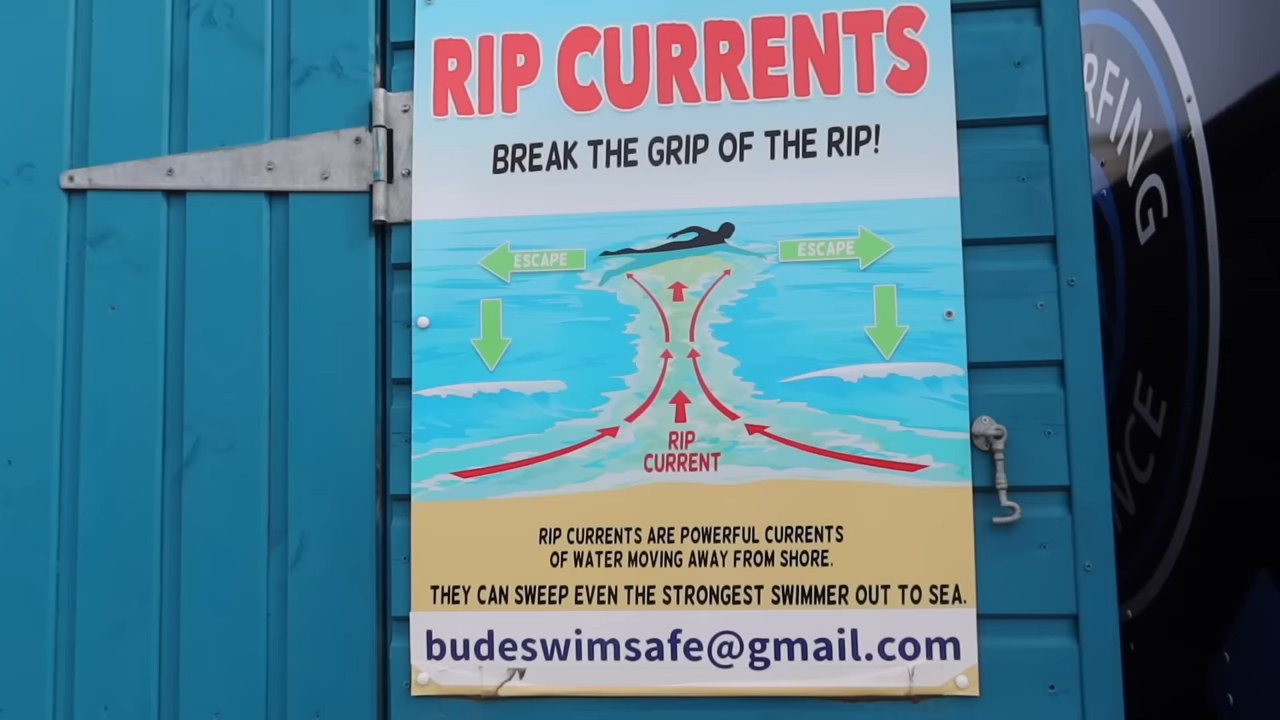 RIP CURRENTS
BREAK THE GRIP OF THE RIP!
ESCAPE
ESCAPE
RIP
CURRENT
RIP CURRENTS ARE POWERFUL CURRENTS
OF WATER MOVING AWAY FROM SHORE.
THEY CAN SWEEP EVEN THE STRONGEST SWIMMER OUT TO SEA.
budeswimsafe@gmail.com